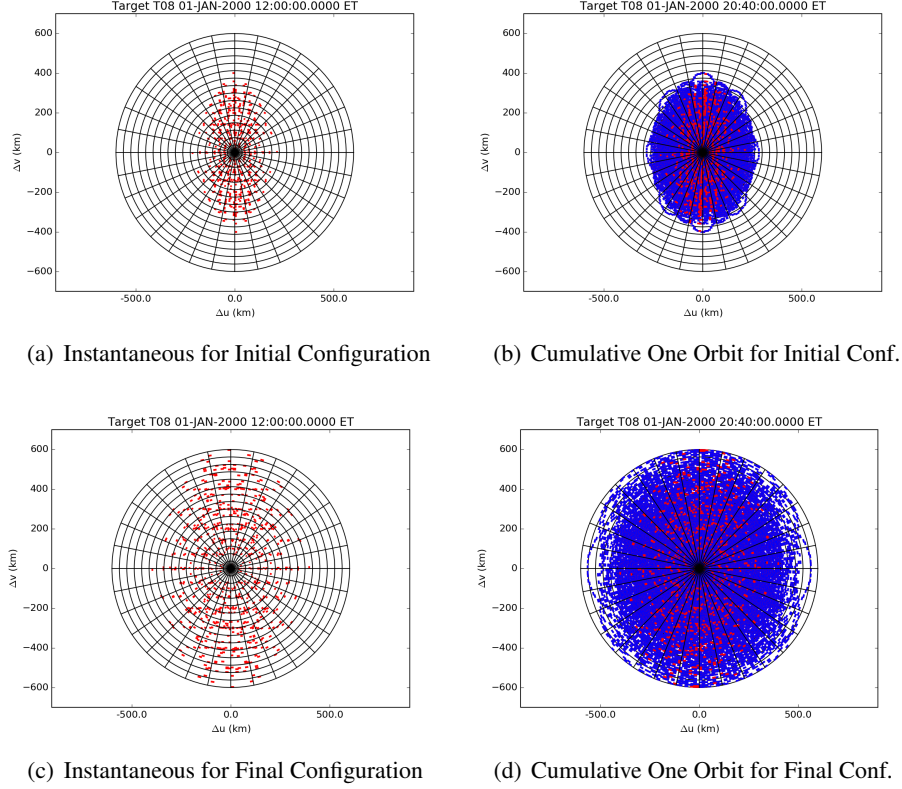 Target T08 01-JAN-2000 12:00:00.0000 ET
600
400
200
0
−200
−400
−600
Δv (km)
-500.0 0.0 500.0
Δu (km)
(a) Instantaneous for Initial Configuration
Target T08 01-JAN-2000 20:40:00.0000 ET
600
400
200
0
−200
−400
−600
Δv (km)
-500.0 0.0 500.0
Δu (km)
(b) Cumulative One Orbit for Initial Conf.
Target T08 01-JAN-2000 12:00:00.0000 ET
600
400
200
0
−200
−400
−600
Δv (km)
-500.0 0.0 500.0
Δu (km)
(c) Instantaneous for Final Configuration
Target T08 01-JAN-2000 20:40:00.0000 ET
600
400
200
0
−200
−400
−600
Δv (km)
-500.0 0.0 500.0
Δu (km)
(d) Cumulative One Orbit for Final Conf.